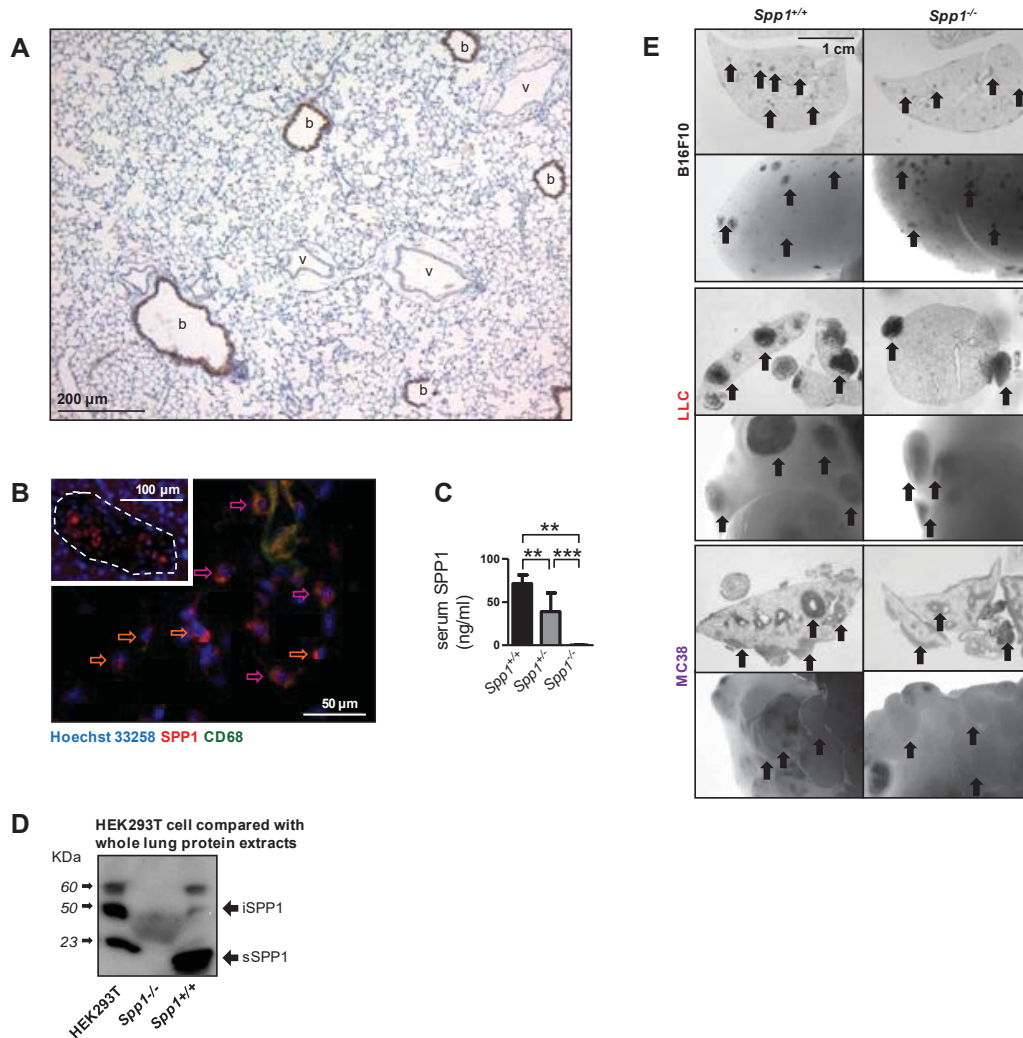 A
b
v
b
b
v
v
b
b
200 µm
B
100 µm
50 µm
Hoechst 33258 SPP1 CD68
C
**
** ***
serum SPP1
(ng/ml)
100
50
0
Spp1+/+
Spp1+/-
Spp1-/-
D
HEK293T cell compared with
whole lung protein extracts
KDa
60
50
iSPP1
23
sSPP1
HEK293T
Spp1-/-
Spp1+/+
E
Spp1+/+ Spp1-/-
1 cm
B16F10
LLC
MC38